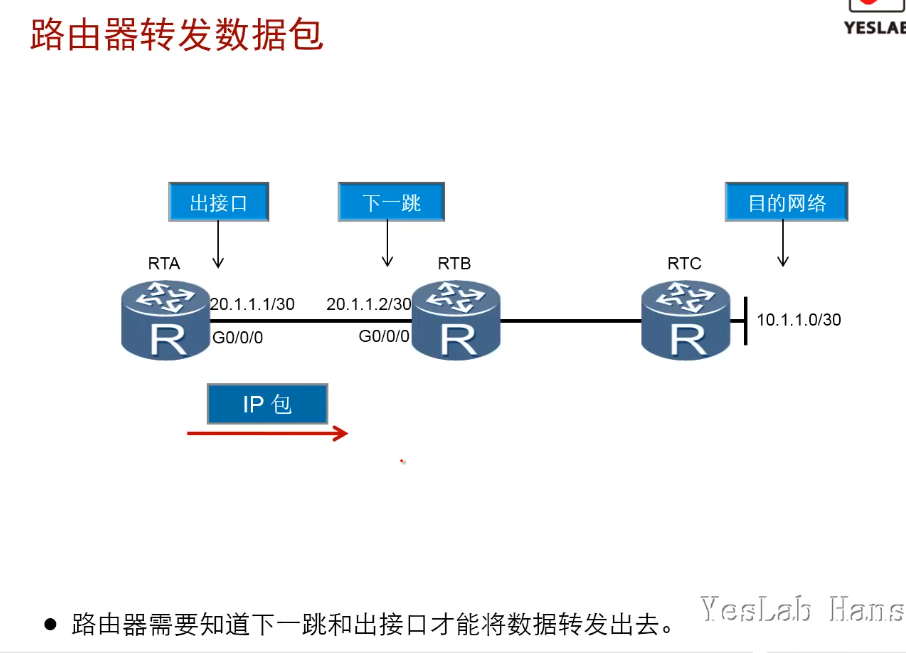 路由器转发数据包
YESLAB
出接口
下一跳
目的网络
RTA
RTB
RTC
20.1.1.1/30
20.1.1.2/30
G0/0/0
G0/0/0
10.1.1.0/30
R
R
R
IP 包
路由器需要知道下一跳和出接口才能将数据转发出去。
YesLab Hans